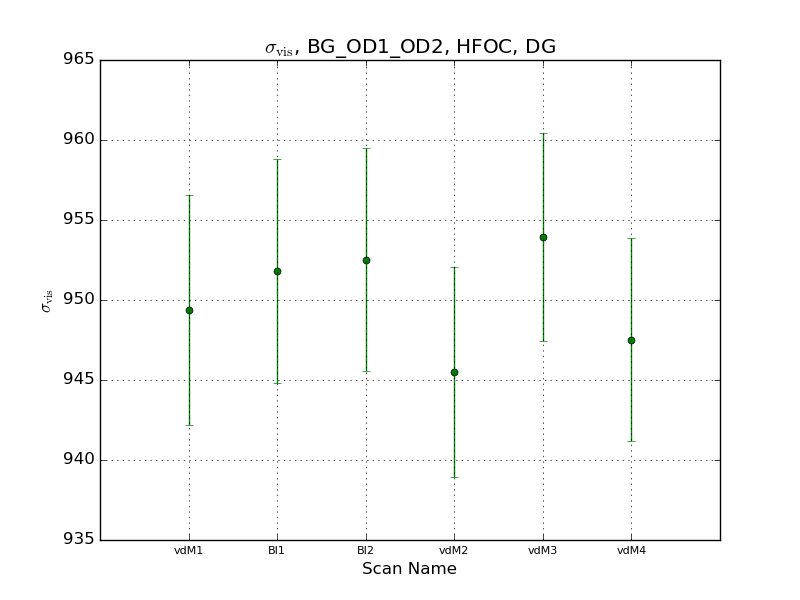 σvis, BG_OD1_OD2, HFOC, DG
965
960
955
950
945
940
935
σvis
vdM1 BI1 BI2 vdM2 vdM3 vdM4
Scan Name